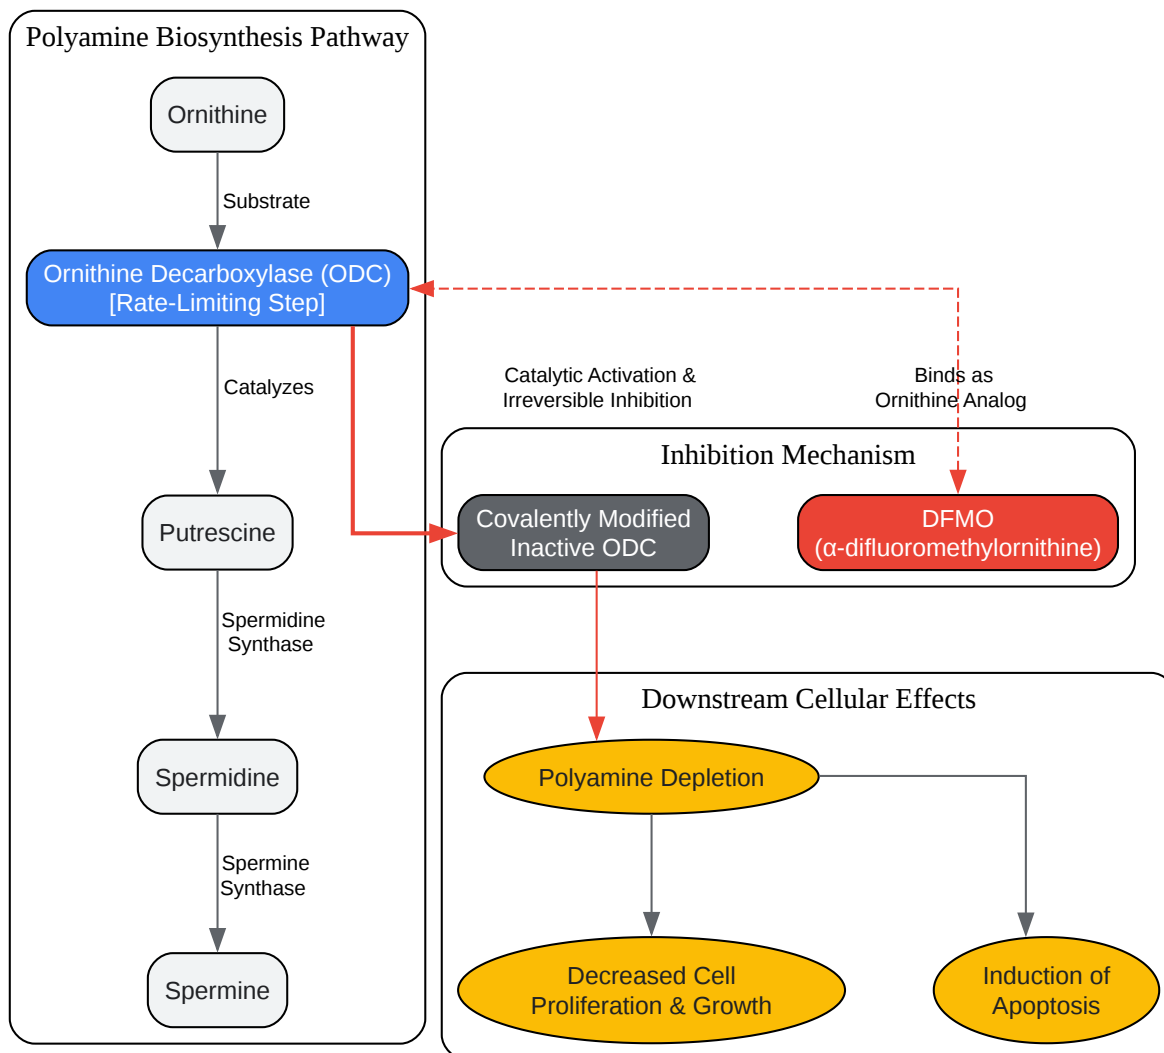 Polyamine Biosynthesis Pathway
Ornithine
Substrate
Ornithine Decarboxylase (ODC)
[Rate-Limiting Step]
Catalyzes
Catalytic Activation &
Irreversible Inhibition
Binds as
Ornithine Analog
Inhibition Mechanism
Putrescine
Covalently Modified
Inactive ODC
DFMO
(α-difluoromethylornithine)
Spermidine
Synthase
Downstream Cellular Effects
Spermidine
Polyamine Depletion
Spermine
Synthase
Spermine
Decreased Cell
Proliferation & Growth
Induction of
Apoptosis